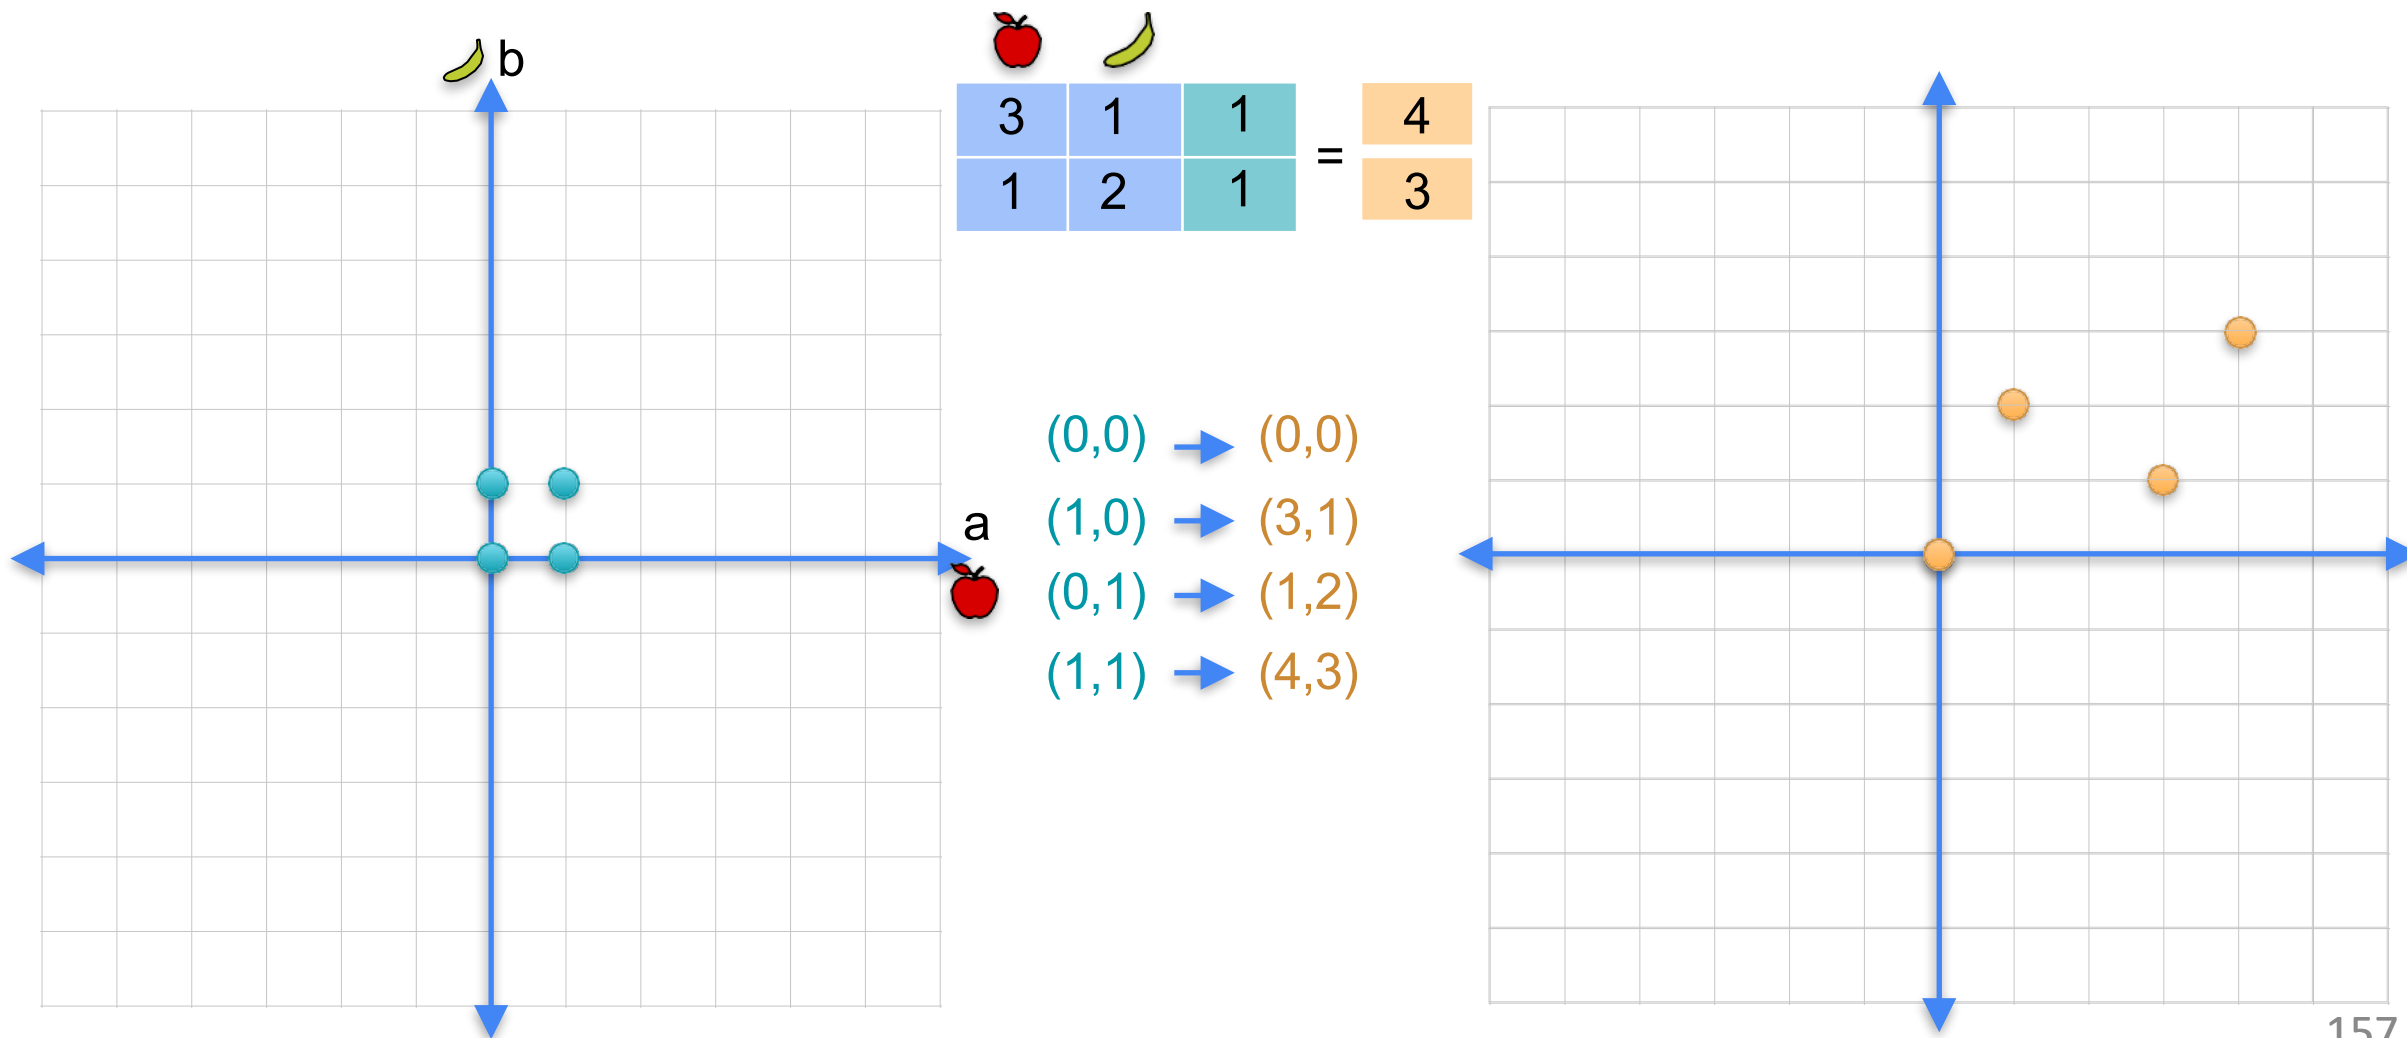 b
3 1 1 = 4
1 2 1 3
a
(0,0) (0,0)
(1,0) (3,1)
(0,1) (1,2)
(1,1) (4,3)
157